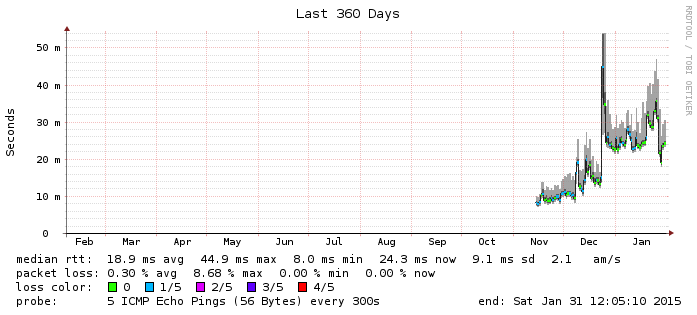 Last 360 Days
RRDTOOL / TOBI OETIKER
Seconds
50 m
40 m
30 m
20 m
10 m
0
Feb Mar Apr May Jun Jul Aug Sep Oct Nov Dec Jan
median rtt: 18.9 ms avg 44.9 ms max 8.0 ms min 24.3 ms now 9.1 ms sd 2.1 am/s
packet loss: 0.30 % avg 8.68 % max 0.00 % min 0.00 % now
loss color: 0 1/5 2/5 3/5 4/5
probe: 5 ICMP Echo Pings (56 Bytes) every 300s end: Sat Jan 31 12:05:10 2015